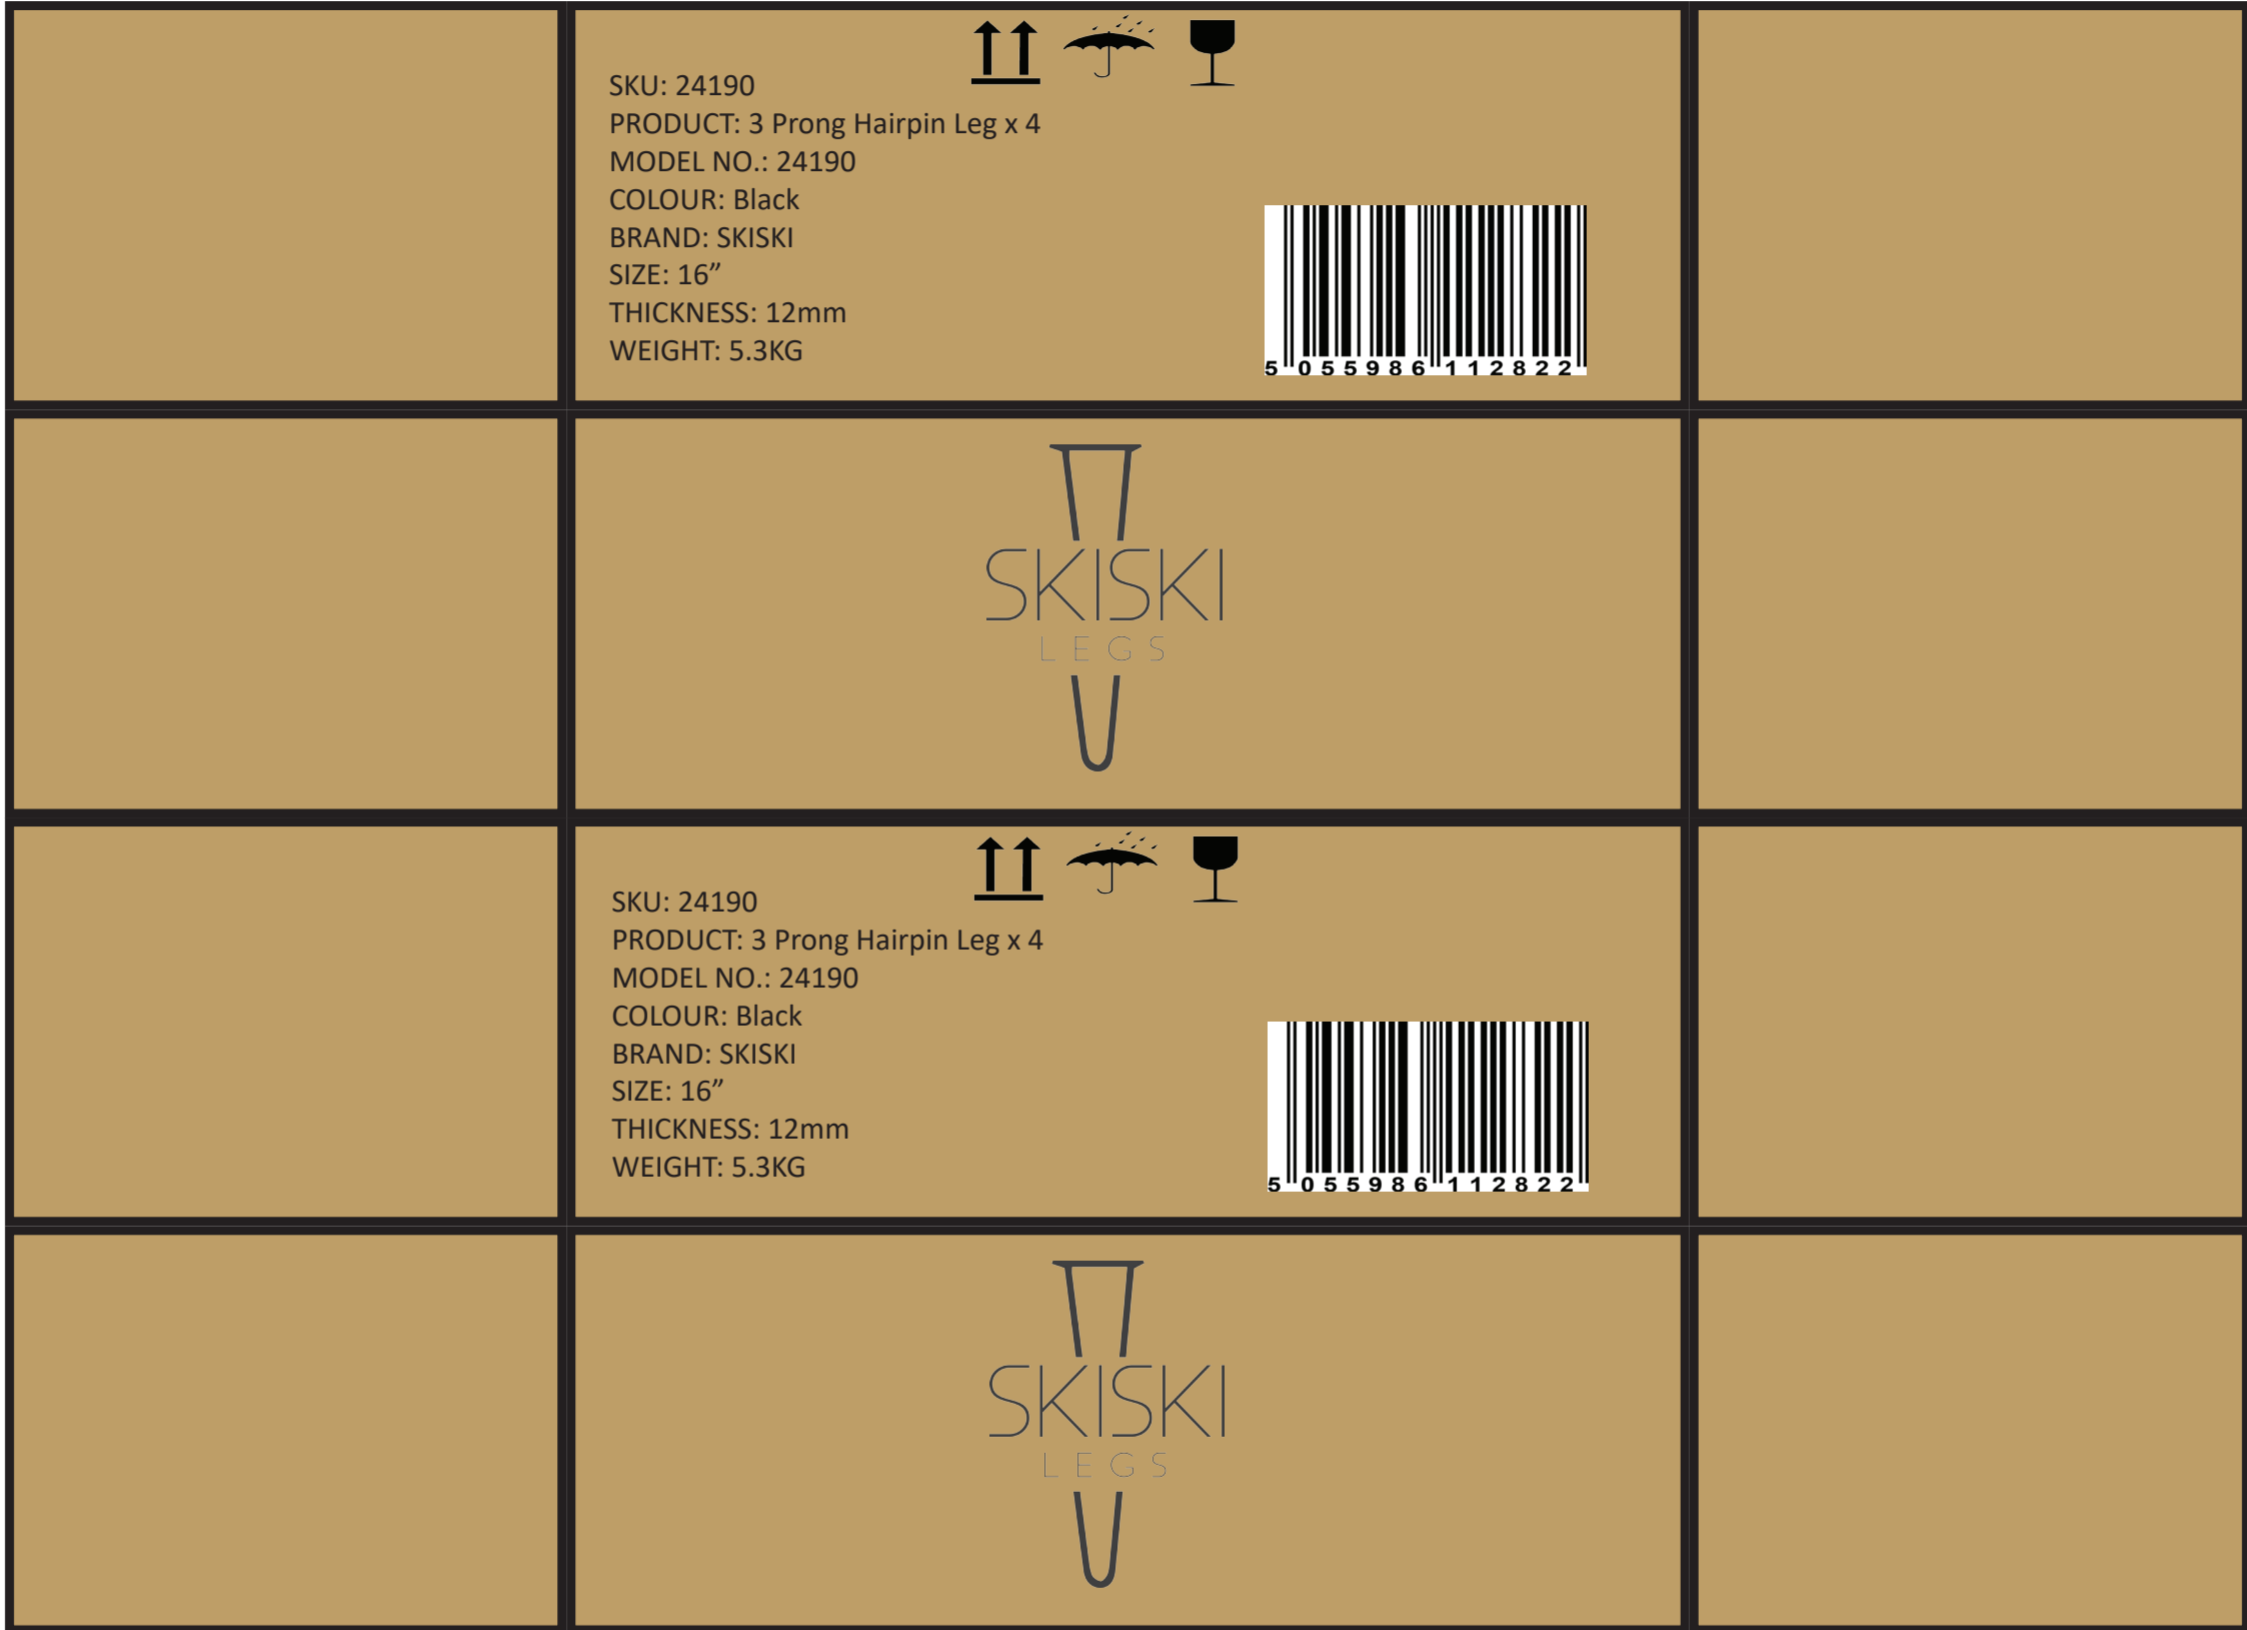 SKU: 24190
PRODUCT: 3 Prong Hairpin Leg x 4
MODEL NO.: 24190
COLOUR: Black
BRAND: SKISKI
SIZE: 16”
THICKNESS: 12mm
WEIGHT: 5.3KG
5 055986 112822
SKISKI
LEGS
SKU: 24190
PRODUCT: 3 Prong Hairpin Leg x 4
MODEL NO.: 24190
COLOUR: Black
BRAND: SKISKI
SIZE: 16”
THICKNESS: 12mm
WEIGHT: 5.3KG
5 055986 112822
SKISKI
LEGS